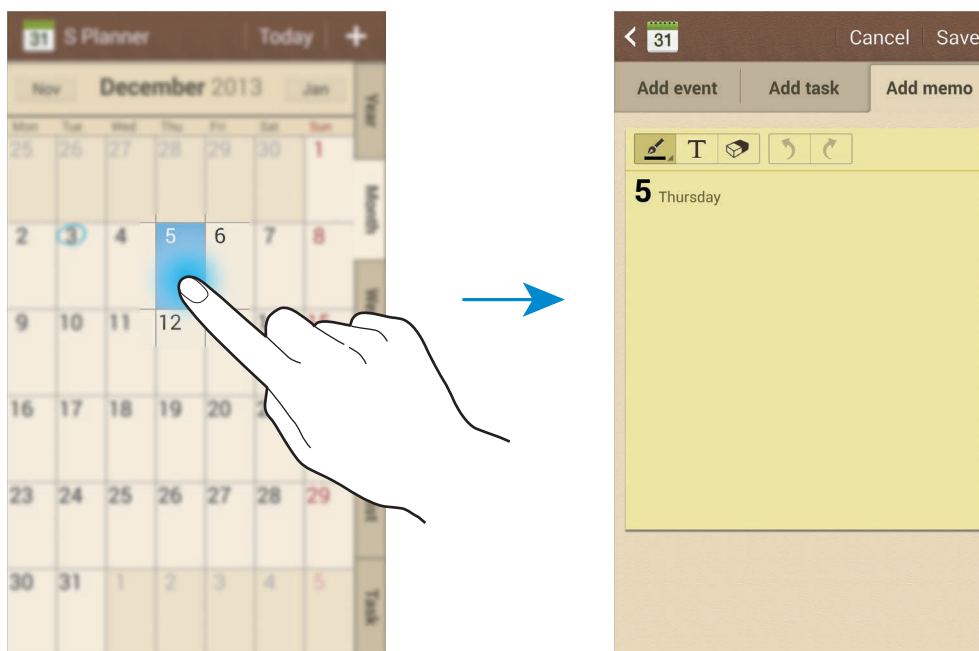 31 S Planner Today +
Nov December 2013 Jan
Mon Tue Wed Thu Fri Sat Sun
25 26 27 28 29 30 1
2 3 4 5 6 7 8
9 10 11 12
16 17 18 19 20
23 24 25 26 27 28 29
30 31 1 2 3 4 5
Year
Month
Task
31 Cancel Save
Add event Add task Add memo
T
5 Thursday